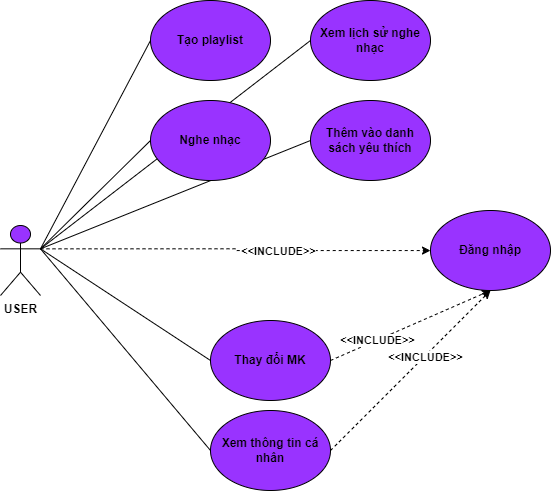 Tạo playlist
Xem lịch sử nghe
nhạc
Nghe nhạc
Thêm vào danh
sách yêu thích
<<INCLUDE>>
Đăng nhập
USER
Thay đổi MK
<<INCLUDE>>
<<INCLUDE>>
Xem thông tin cá
nhân